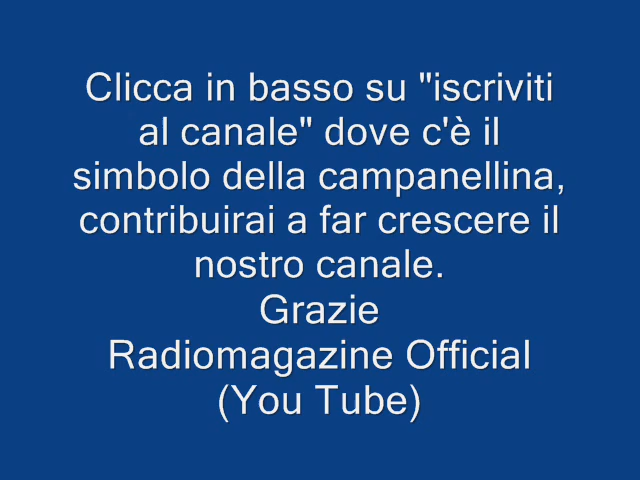 Clicca in basso su "iscriviti
al canale" dove c'è il
simbolo della campanellina,
contribuirai a far crescere il
nostro canale.
Grazie
Radiomagazine Official
(You Tube)